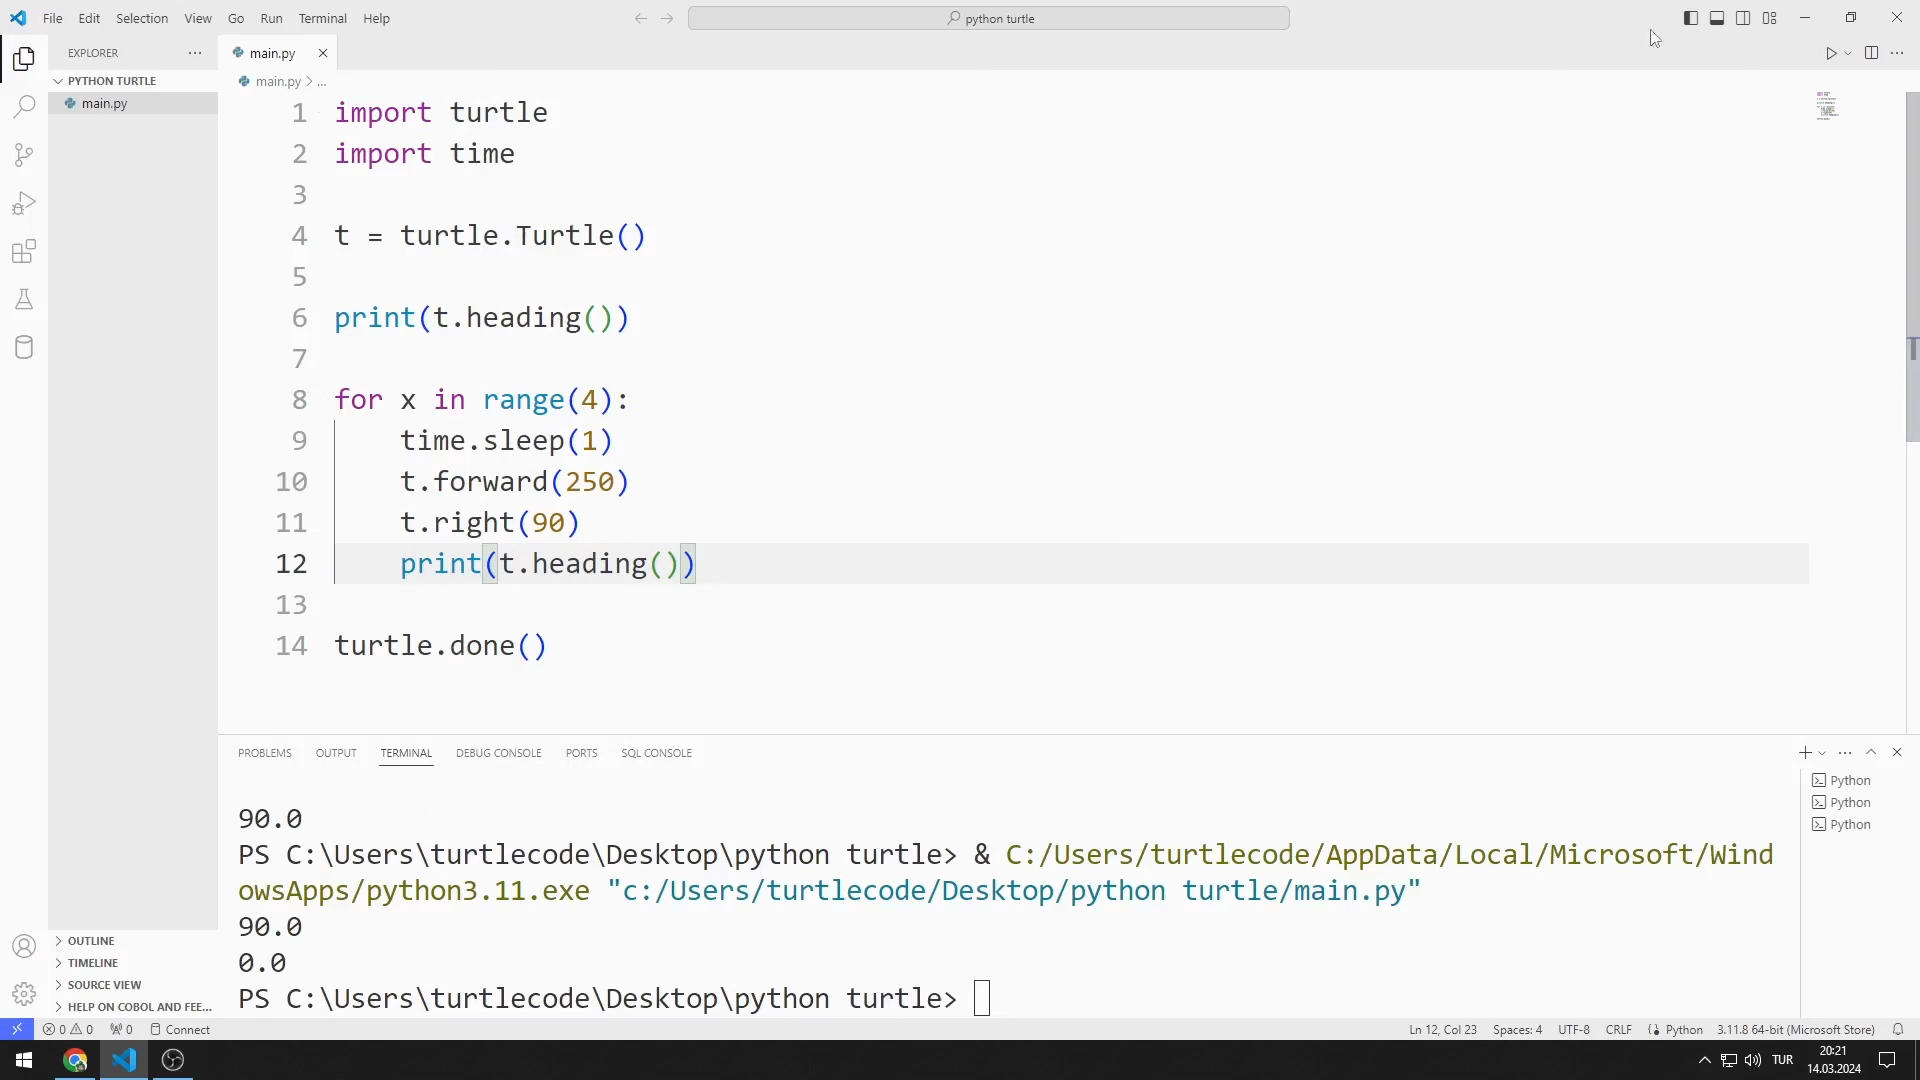 File Edit Selection View Go Run Terminal Help
python turtle
EXPLORER
PYTHON TURTLE
main.py
main.py
main.py > ...
1 import turtle
2 import time
3
4 t = turtle.Turtle()
5
6 print(t.heading())
7
8 for x in range(4):
9     time.sleep(1)
10     t.forward(250)
11     t.right(90)
12     print(t.heading())
13
14 turtle.done()
PROBLEMS OUTPUT TERMINAL DEBUG CONSOLE PORTS SQL CONSOLE
90.0
PS C:\Users\turtlecode\Desktop\python turtle> & C:/Users/turtlecode/AppData/Local/Microsoft/Wind
owsApps/python3.11.exe "c:/Users/turtlecode/Desktop/python turtle/main.py"
90.0
0.0
PS C:\Users\turtlecode\Desktop\python turtle>
Python
Python
Python
OUTLINE
TIMELINE
SOURCE VIEW
HELP ON COBOL AND FEE...
0 0 0 Connect
Ln 12, Col 23 Spaces: 4 UTF-8 CRLF Python 3.11.8 64-bit (Microsoft Store)
TUR
20:21
14.03.2024